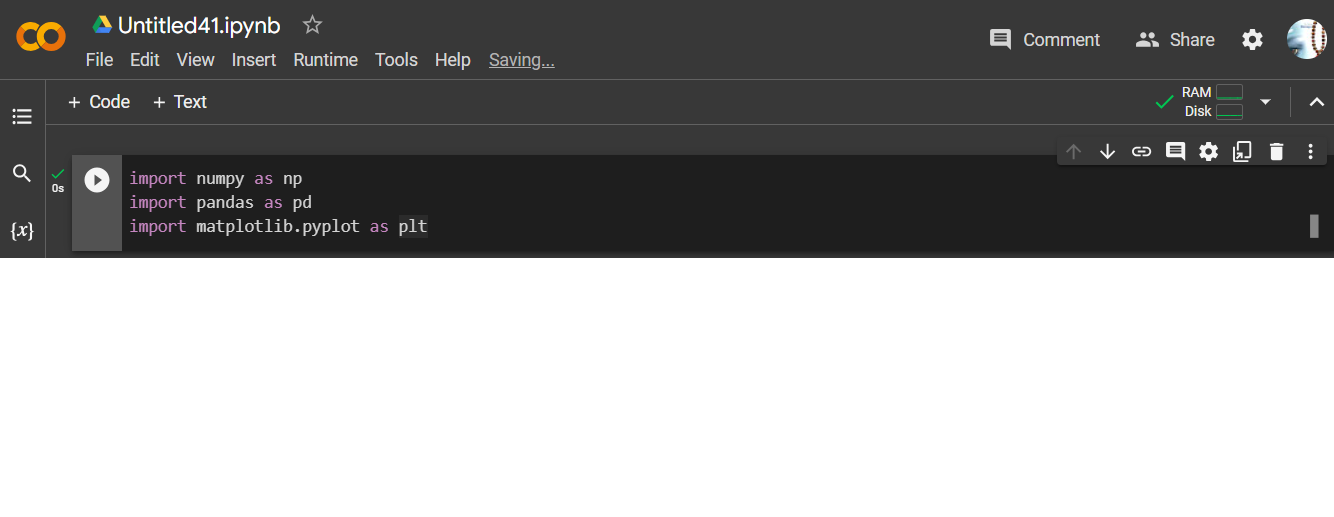 Untitled41.ipynb
File Edit View Insert Runtime Tools Help Saving...
Comment Share
+ Code + Text
RAM
Disk
0s
import numpy as np
import pandas as pd
import matplotlib.pyplot as plt
{x}